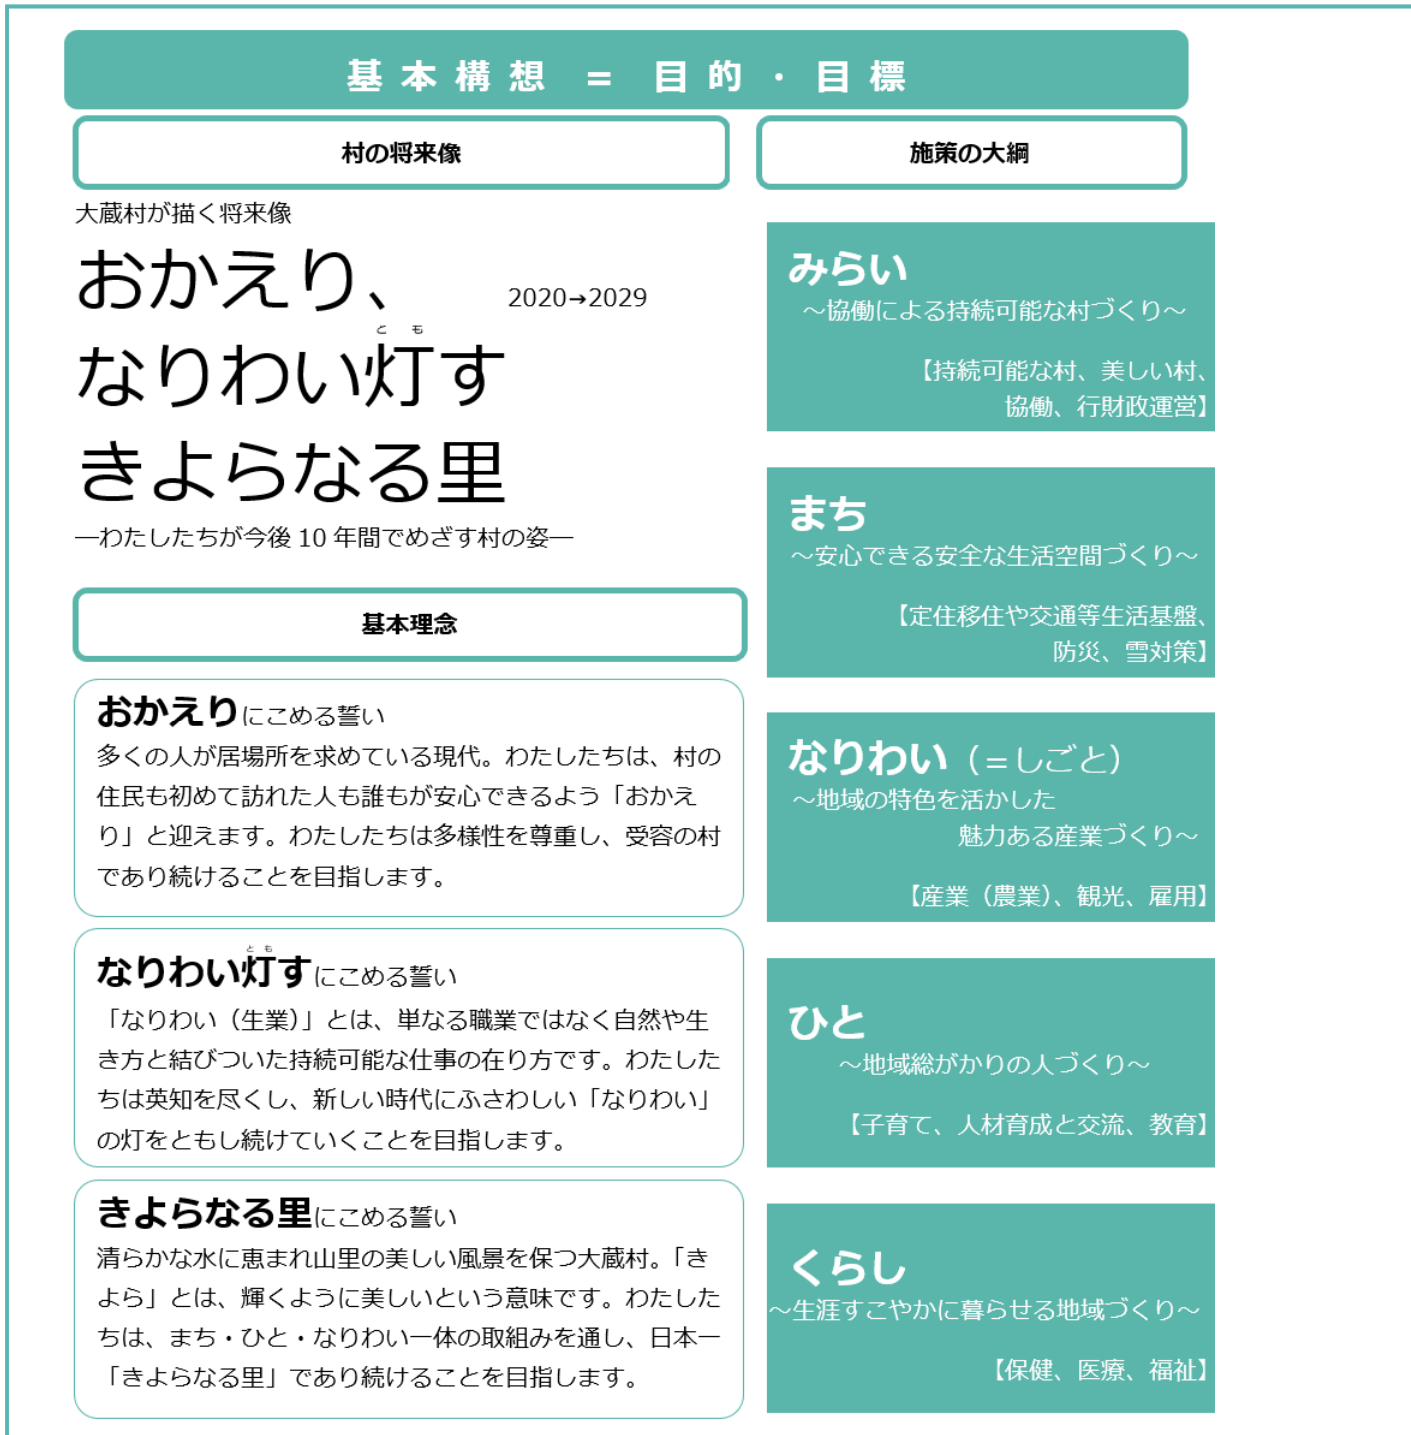 基本構想 = 目的・目標
村の将来像
大蔵村が描く将来像
おかえり、
2020→2029
とも
なりわい灯す
きよらなる里
―わたしたちが今後 10 年間でめざす村の姿―
基本理念
おかえりにこめる誓い
多くの人が居場所を求めている現代。わたしたちは、村の
住民も初めて訪れた人も誰もが安心できるよう「おかえ
り」と迎えます。わたしたちは多様性を尊重し、受容の村
であり続けることを目指します。
とも
なりわい灯すにこめる誓い
「なりわい（生業）」とは、単なる職業ではなく自然や生
き方と結びついた持続可能な仕事の在り方です。わたした
ちは英知を尽くし、新しい時代にふさわしい「なりわい」
の灯をともし続けていくことを目指します。
きよらなる里にこめる誓い
清らかな水に恵まれ山里の美しい風景を保つ大蔵村。「き
よら」とは、輝くように美しいという意味です。わたした
ちは、まち・ひと・なりわい一体の取組みを通し、日本一
「きよらなる里」であり続けることを目指します。
施策の大綱
みらい
～協働による持続可能な村づくり～
【持続可能な村、美しい村、
協働、行財政運営】
まち
～安心できる安全な生活空間づくり～
【定住移住や交通等生活基盤、
防災、雪対策】
なりわい（＝しごと）
～地域の特色を活かした
魅力ある産業づくり～
【産業（農業）、観光、雇用】
ひと
～地域総がかりの人づくり～
【子育て、人材育成と交流、教育】
くらし
～生涯すこやかに暮らせる地域づくり～
【保健、医療、福祉】